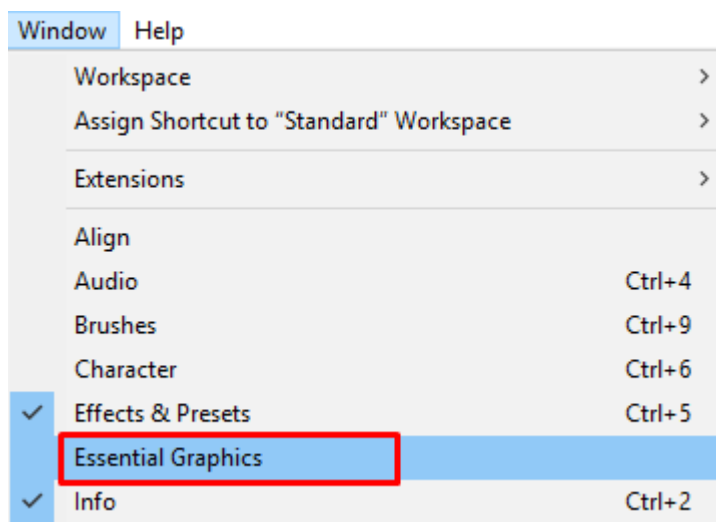 Window Help
Workspace
Assign Shortcut to “Standard” Workspace
Extensions
Align
Audio Ctrl+4
Brushes Ctrl+9
Character Ctrl+6
Effects & Presets Ctrl+5
Essential Graphics
Info Ctrl+2